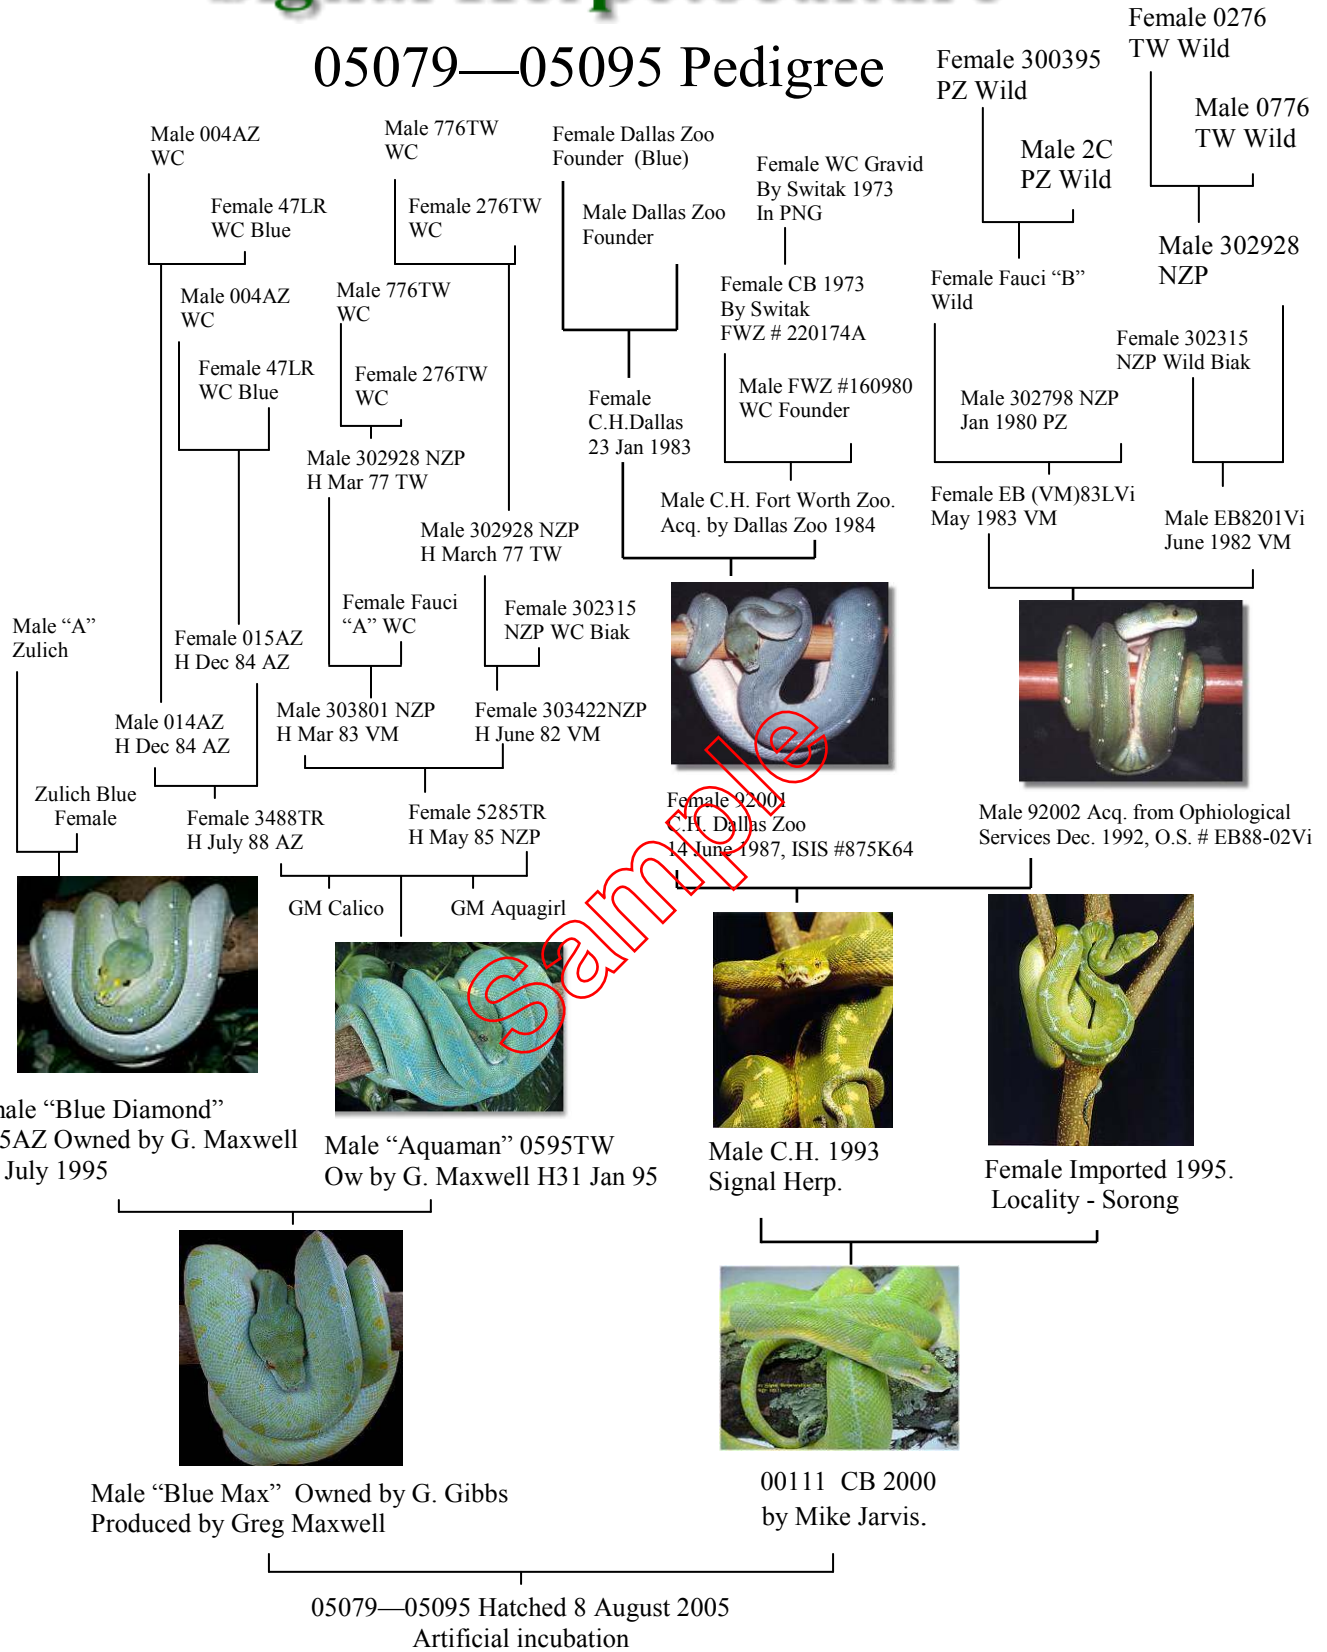 05079—05095 Pedigree
Female 0276
TW Wild
Female 300395
PZ Wild
Male 0776
TW Wild
Male 2C
PZ Wild
Male 004AZ
WC
Male 776TW
WC
Female Dallas Zoo
Founder (Blue)
Female WC Gravid
By Switak 1973
In PNG
Female 47LR
WC Blue
Female 276TW
WC
Male Dallas Zoo
Founder
Male 302928
NZP
Male 004AZ
WC
Male 776TW
WC
Female CB 1973
By Switak
FWZ # 220174A
Female Fauci “B”
Wild
Female 302315
NZP Wild Biak
Female 47LR
WC Blue
Female 276TW
WC
Female
C.H.Dallas
23 Jan 1983
Male FWZ #160980
WC Founder
Male 302798 NZP
Jan 1980 PZ
Male 302928 NZP
H Mar 77 TW
Male C.H. Fort Worth Zoo.
Acq. by Dallas Zoo 1984
Female EB (VM)83LVi
May 1983 VM
Male EB8201Vi
June 1982 VM
Male 302928 NZP
H March 77 TW
Male “A”
Zulich
Female 015AZ
H Dec 84 AZ
Female Fauci
“A” WC
Female 302315
NZP WC Biak
Male 014AZ
H Dec 84 AZ
Male 303801 NZP
H Mar 83 VM
Female 303422NZP
H June 82 VM
Zulich Blue
Female
Female 3488TR
H July 88 AZ
Female 5285TR
H May 85 NZP
Female 92001
C.H. Dallas Zoo
14 June 1987, ISIS #875K64
Male 92002 Acq. from Ophiological
Services Dec. 1992, O.S. # EB88-02Vi
GM Calico
GM Aquagirl
Sample
“Blue Diamond”
5AZ Owned by G. Maxwell
July 1995
Male “Aquaman” 0595TW
Ow by G. Maxwell H31 Jan 95
Male C.H. 1993
Signal Herp.
Female Imported 1995.
Locality - Sorong
Male “Blue Max” Owned by G. Gibbs
Produced by Greg Maxwell
00111 CB 2000
by Mike Jarvis.
05079—05095 Hatched 8 August 2005
Artificial incubation